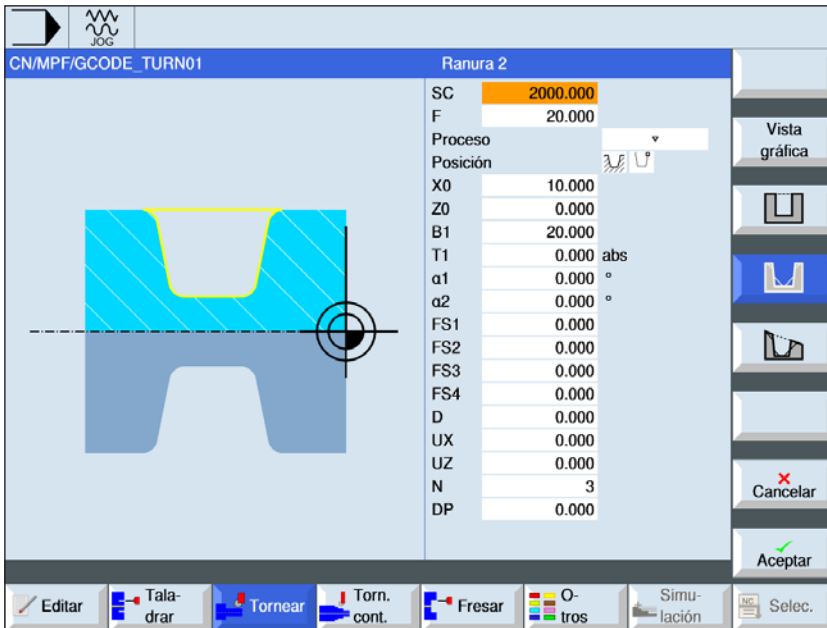 JOG
CN/MPF/GCODE_TURN01
Ranura 2
SC 2000.000
F 20.000
Proceso
Posición
X0 10.000
Z0 0.000
B1 20.000
T1 0.000 abs
α1 0.000 °
α2 0.000 °
FS1 0.000
FS2 0.000
FS3 0.000
FS4 0.000
D 0.000
UX 0.000
UZ 0.000
N 3
DP 0.000
Vista
gráfica
Cancelar
Aceptar
Editar
Tala-
drar
Tornear
Torn.
cont.
Fresar
O-
tros
Simu-
lación
NC
Selec.